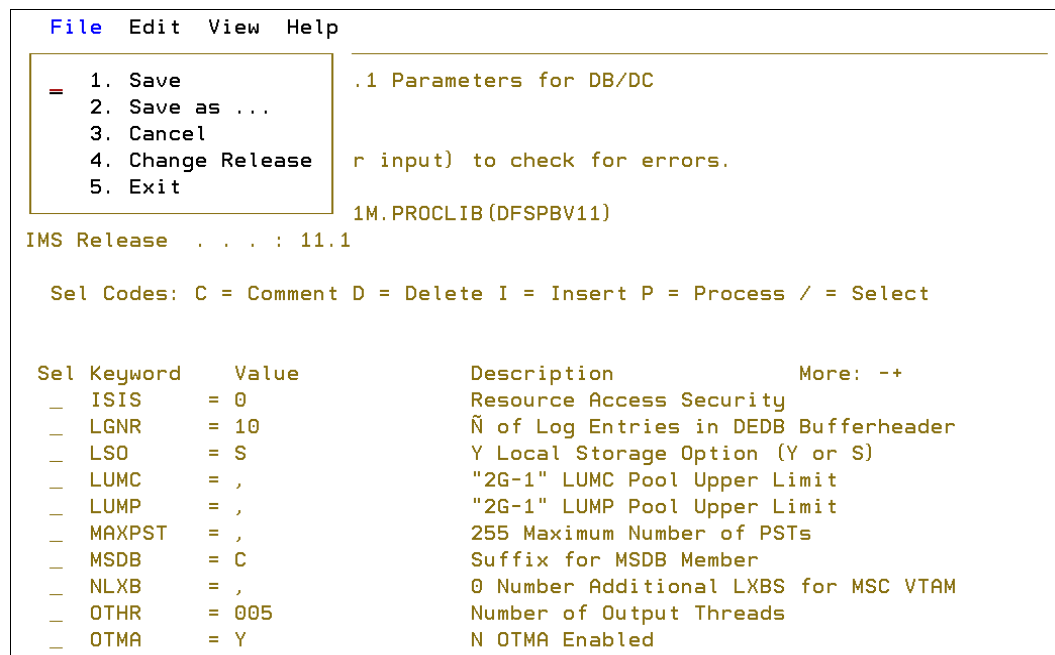 File Edit View Help
1. Save
.1 Parameters for DB/DC
2. Save as ...
3. Cancel
4. Change Release
r input) to check for errors.
5. Exit
1M.PROCLIB(DFSPBV11)
IMS Release . . . : 11.1
Sel Codes: C = Comment D = Delete I = Insert P = Process / = Select
Sel Keyword Value Description More: -+
_ ISIS = 0 Resource Access Security
_ LGNR = 10 Ñ of Log Entries in DEDB Bufferheader
_ LSO = S Y Local Storage Option (Y or S)
_ LUMC = , "2G-1" LUMC Pool Upper Limit
_ LUMP = , "2G-1" LUMP Pool Upper Limit
_ MAXPST = , 255 Maximum Number of PSTs
_ MSDB = C Suffix for MSDB Member
_ NLXB = , 0 Number Additional LXBS for MSC VTAM
_ OTHR = 005 Number of Output Threads
_ OTMA = Y N OTMA Enabled